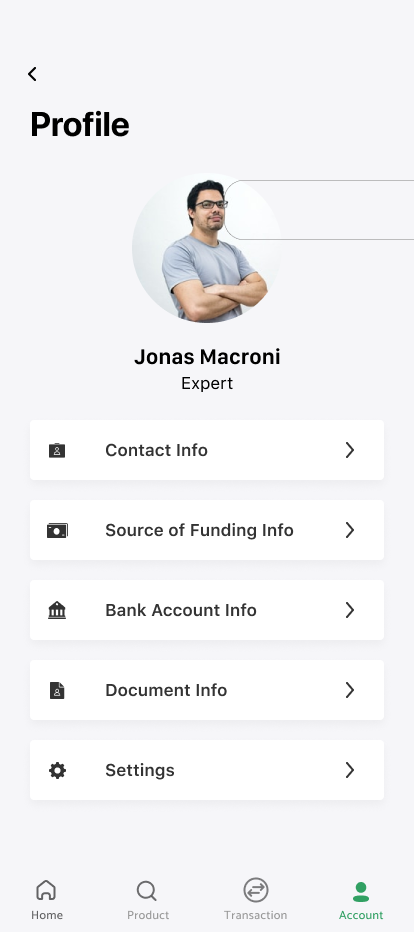 Profile
Jonas Macroni
Expert
Contact Info
Source of Funding Info
Bank Account Info
Document Info
Settings
Home
Product
Transaction
Account